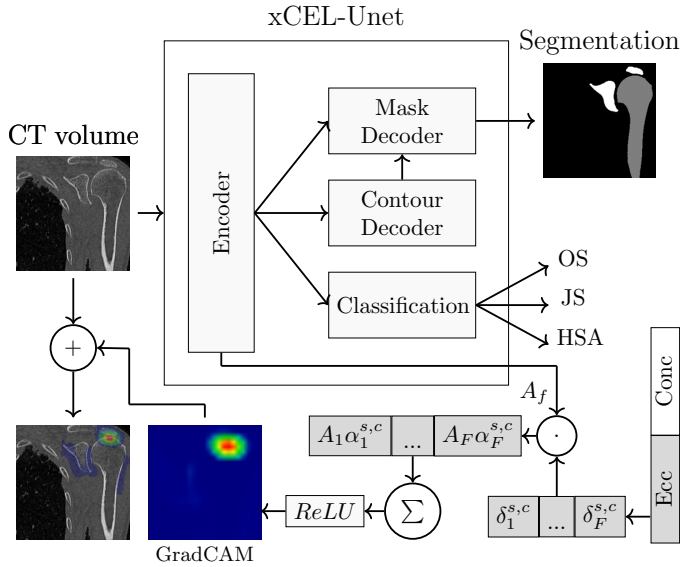 xCEL-Unet
Segmentation
CT volume
Encoder
Mask
Decoder
Contour
Decoder
Classification
OS
JS
HSA
+
A_f
Conc
Ecc
A_1α_1^{s,c} ... A_Fα_F^{s,c}
·
δ_1^{s,c} ... δ_F^{s,c}
∑
ReLU
GradCAM